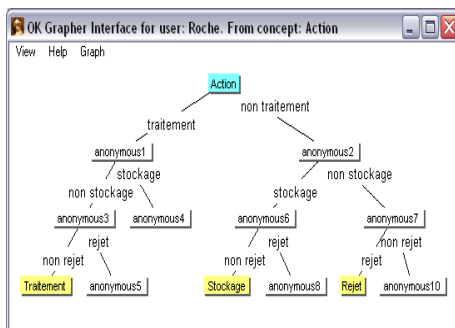 OK Grapher Interface for user: Roche. From concept: Action
View Help Graph
Action
traitement
non traitement
anonymous1
anonymous2
stockage
non stockage
non stockage
stockage
anonymous3
anonymous4
anonymous6
anonymous7
non rejet
rejet
non rejet
rejet
rejet
non rejet
Traitement
anonymous5
Stockage
anonymous8
Rejet
anonymous10